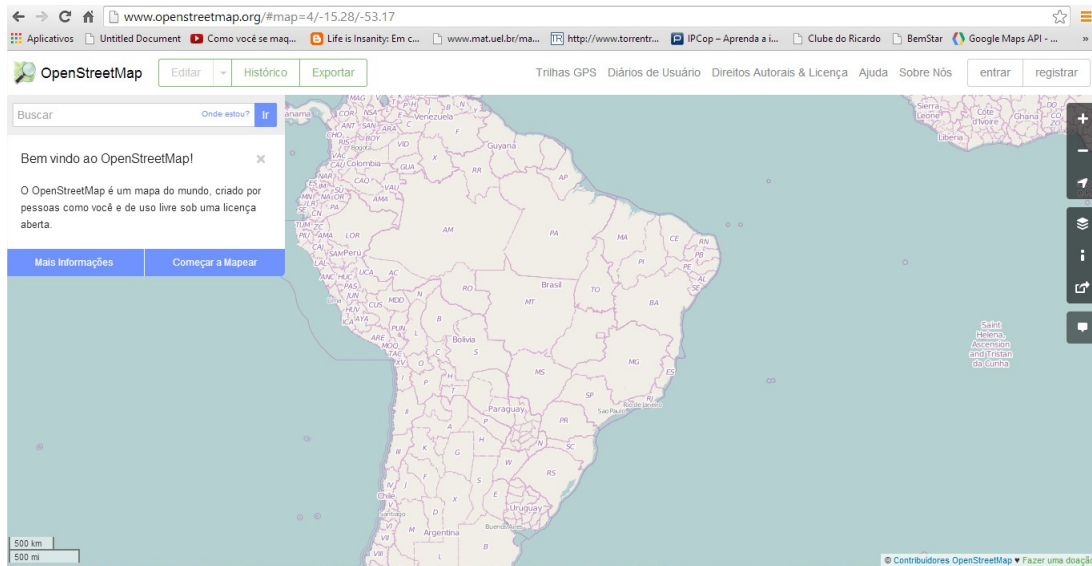 www.openstreetmap.org/#map=4/-15.28/-53.17
Aplicativos Untitled Document Como você se maq... Life is Insanity: Em c... www.mat.uel.br/ma... TR http://www.torrentr... IPCop – Aprenda a i... Clube do Ricardo BemStar Google Maps API - ... »
OpenStreetMap Editar Histórico Exportar Trilhas GPS Diários de Usuário Direitos Autorais & Licença Ajuda Sobre Nós entrar registrar
Buscar Onde estou? Ir
Bem vindo ao OpenStreetMap! ×
O OpenStreetMap é um mapa do mundo, criado por
pessoas como você e de uso livre sob uma licença
aberta.
Mais Informações Começar a Mapear
Venezuela
Guyana
Bogota
Colombia
Sierra
Leone
Côte
d'Ivoire
Ghana
Liberia
RR AP
AM PA MA CE RN
PB
PI PE
AL
SE
Peru
AC RO MT Brasil TO BA
Lima
Bolivia
MS MG ES
SP RJ
Sao Paulo Rio de Janeiro
Paraguay
PR
SC
RS
Chile
Santiago
Argentina
Uruguay
Buenos Aires
Saint
Helena,
Ascension
and Tristan
da Cunha
500 km
500 mi
© Contribuidores OpenStreetMap ♥ Fazer uma doação